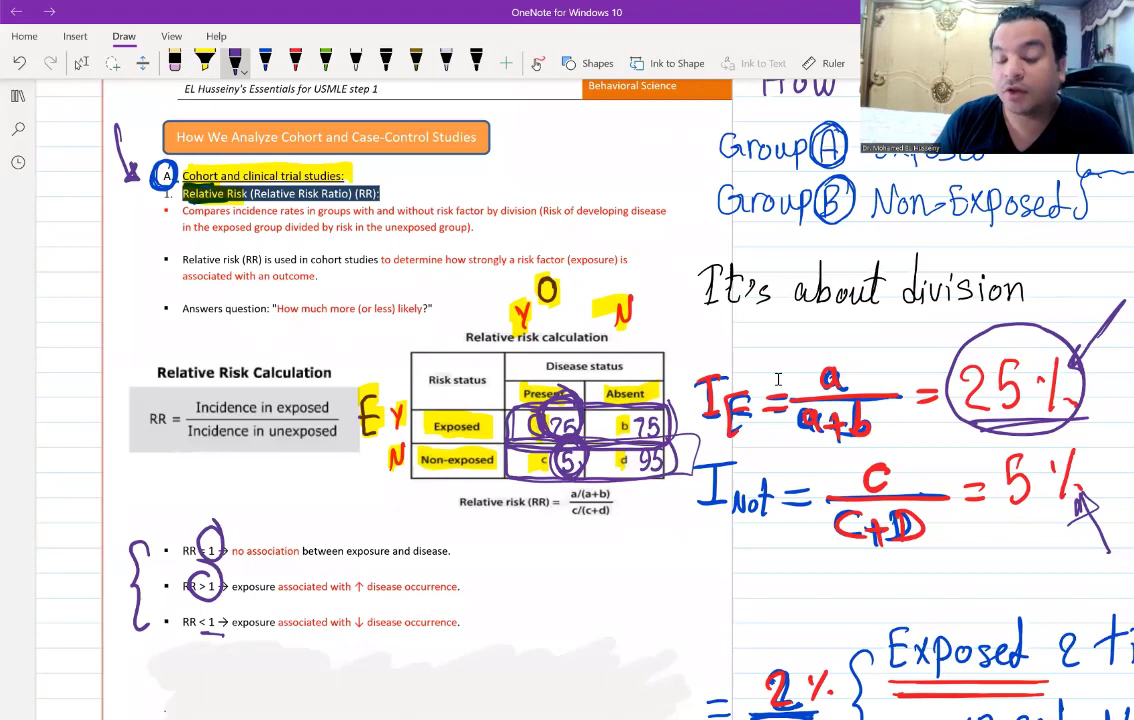 OneNote for Windows 10
Home Insert Draw View Help
Shapes Ink to Shape Ink to Text Ruler
EL Husseiny's Essentials for USMLE step 1
Behavioral Science
How We Analyze Cohort and Case-Control Studies
A. Cohort and clinical trial studies:
1. Relative Risk (Relative Risk Ratio) (RR):
▪ Compares incidence rates in groups with and without risk factor by division (Risk of developing disease
in the exposed group divided by risk in the unexposed group).
▪ Relative risk (RR) is used in cohort studies to determine how strongly a risk factor (exposure) is
associated with an outcome.
▪ Answers question: "How much more (or less) likely?"
O
Y N
Relative risk calculation
Relative Risk Calculation
RR = Incidence in exposed
Incidence in unexposed
E
Y
N
Risk status
Disease status
Present Absent
Exposed 25 b 75
Non-exposed c 5 d 95
Relative risk (RR) = a/(a+b)
c/(c+d)
▪ RR = 1 → no association between exposure and disease.
▪ RR > 1 → exposure associated with ↑ disease occurrence.
▪ RR < 1 → exposure associated with ↓ disease occurrence.
How
Group A Exposed
Group B Non-Exposed
Dr. Mohamed EL Husseiny
It's about division
IE = a
a+b = 25 %
INot = C
C+D = 5 %
Exposed 2
= 2 %